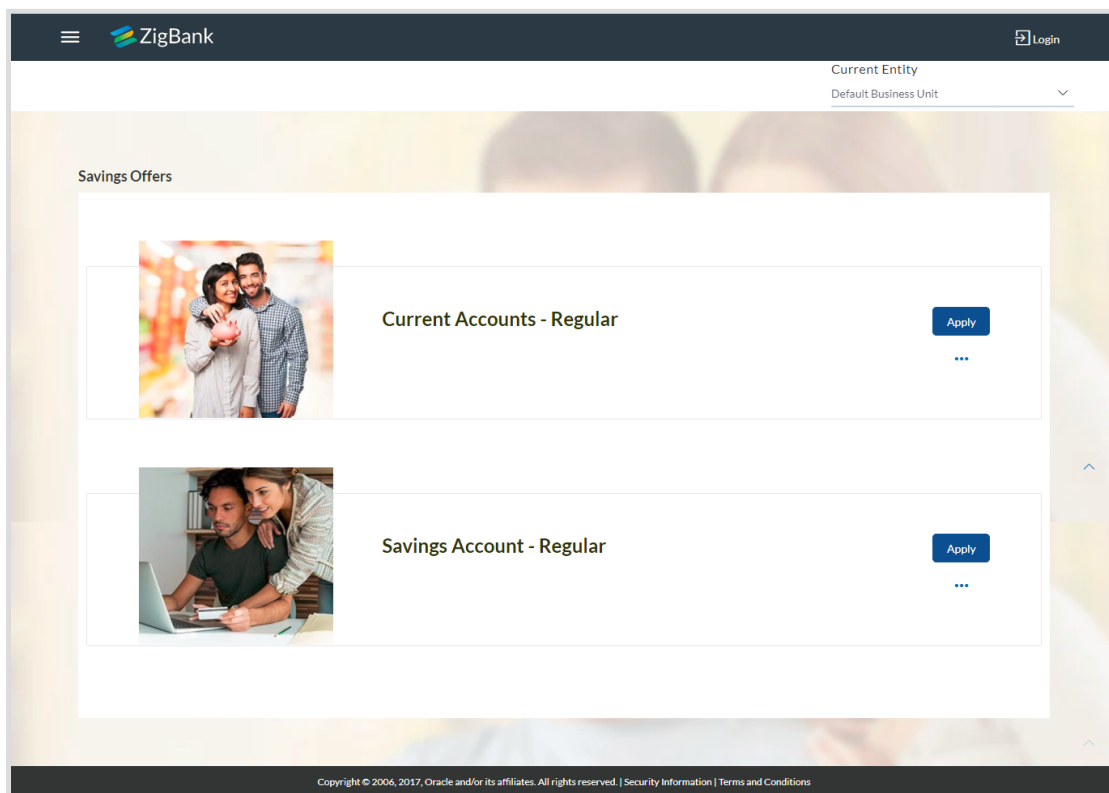 ZigBank
Login
Current Entity
Default Business Unit
Savings Offers
Current Accounts - Regular
Apply
Savings Account - Regular
Apply
Copyright © 2006, 2017, Oracle and/or its affiliates. All rights reserved. | Security Information | Terms and Conditions